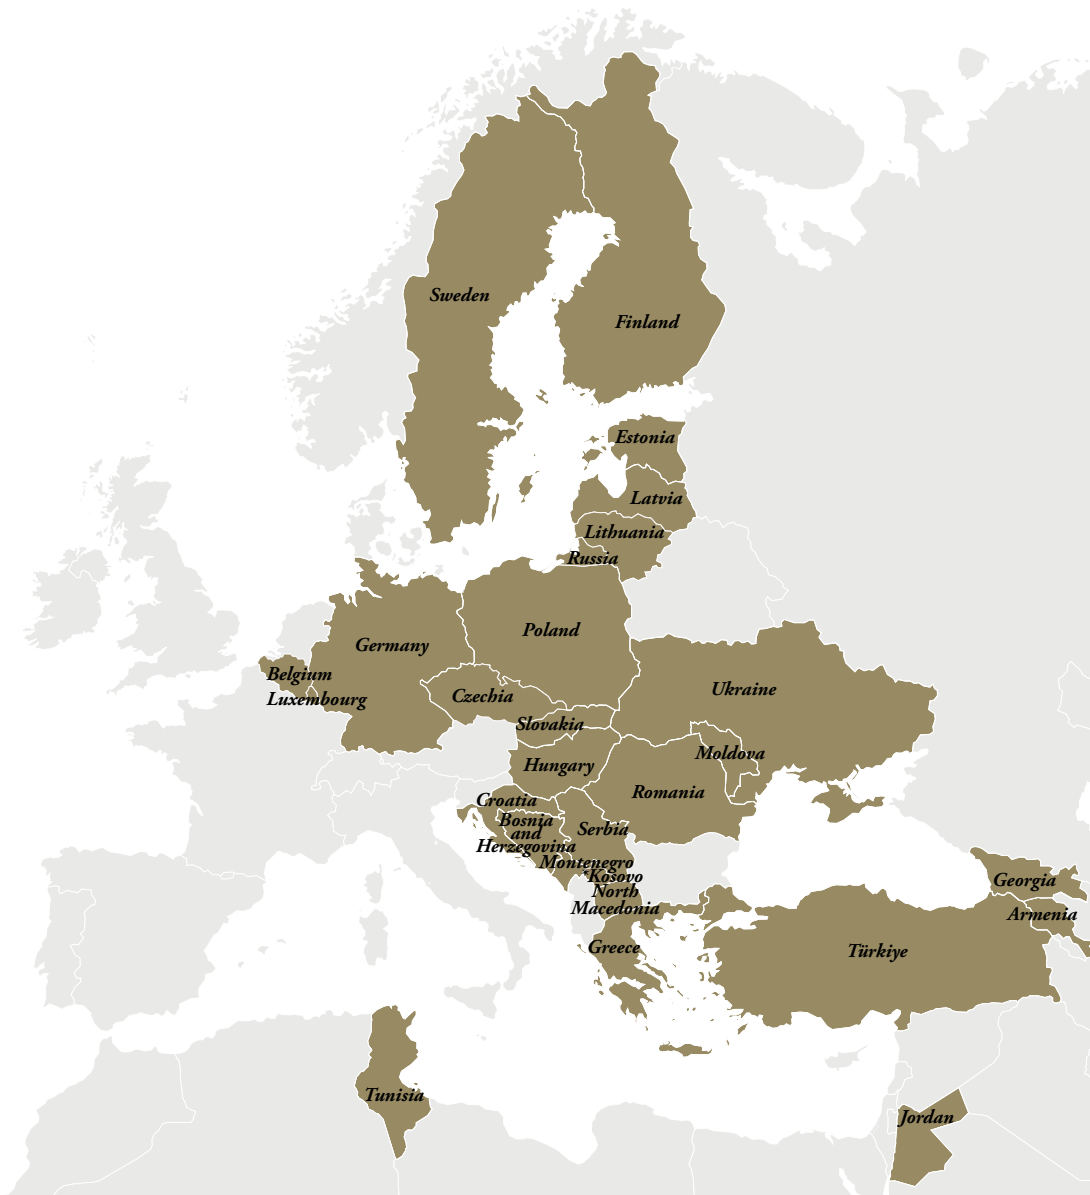 Sweden
Finland
Estonia
Latvia
Lithuania
Russia
Poland
Germany
Belgium
Luxembourg
Czechia
Ukraine
Slovakia
Moldova
Hungary
Romania
Croatia
Bosnia
and
Herzegovina
Serbia
Montenegro
Kosovo
North
Macedonia
Georgia
Armenia
Greece
Türkiye
Tunisia
Jordan